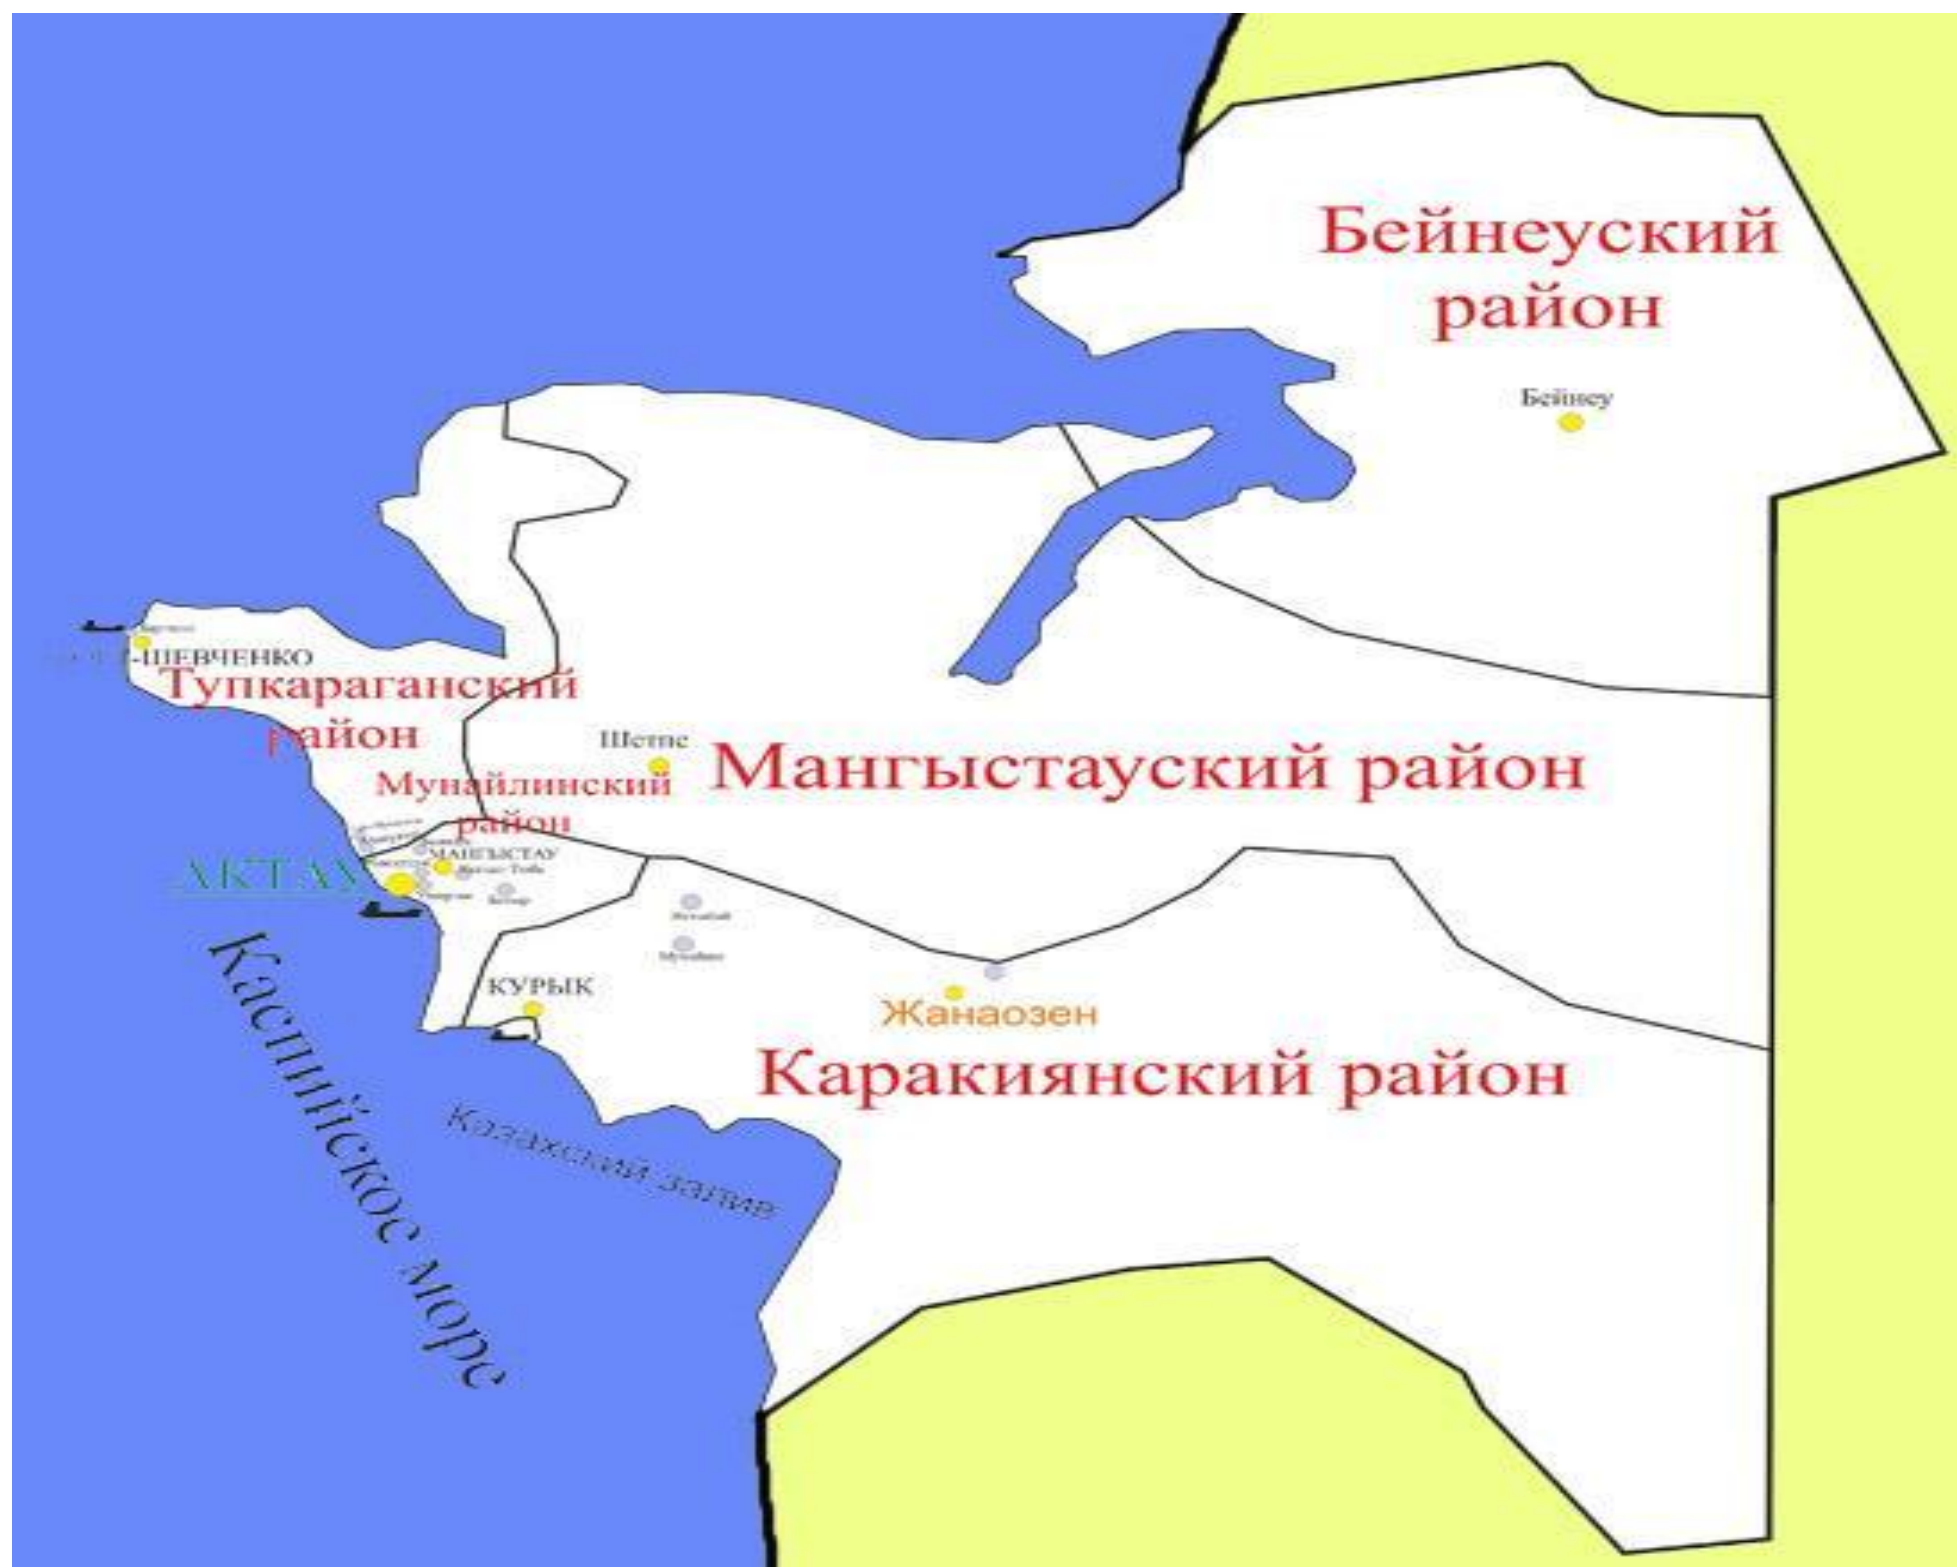 Бейнеуский
район
Бейнеу
-ШЕВЧЕНКО
Тупкараганский
район
Шетпе
Мангыстауский район
Мунайлинский
район
МАНГЫСТАУ
АКТАУ
КУРЫК
Жанаозен
Каракиянский район
Каспийское море
Казахский залив